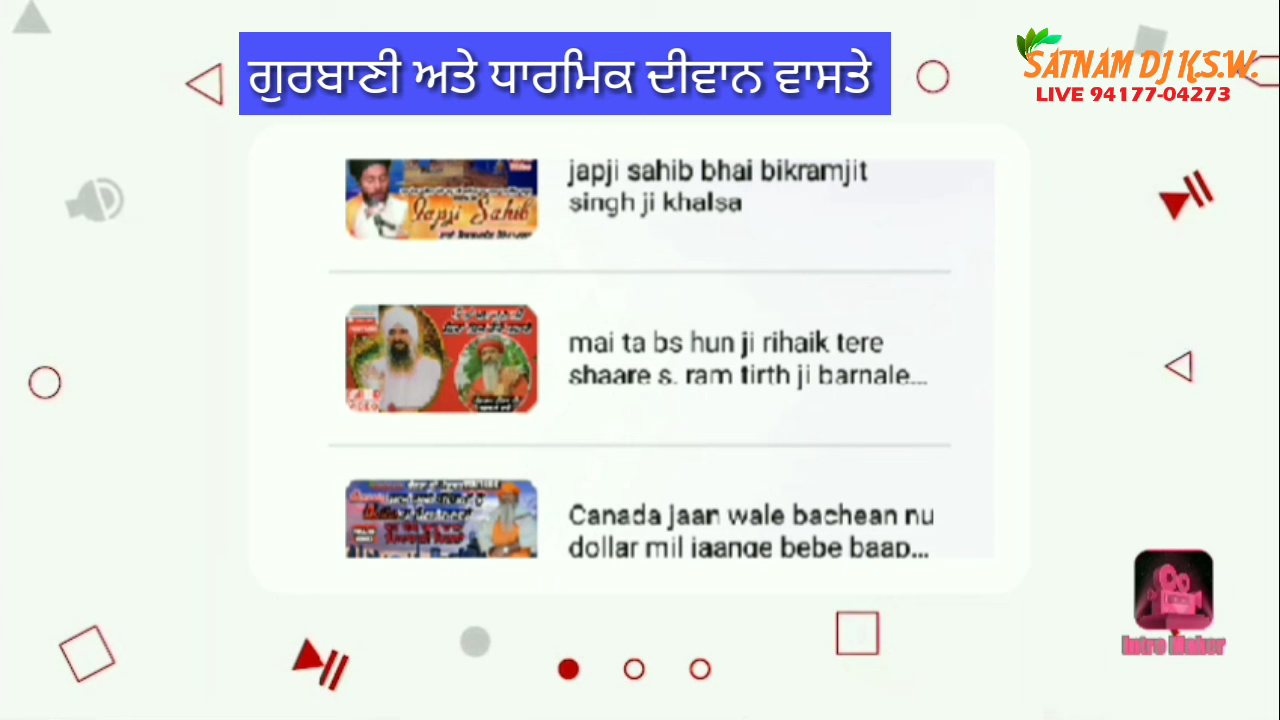 ਗੁਰਬਾਣੀ ਅਤੇ ਧਾਰਮਿਕ ਦੀਵਾਨ ਵਾਸਤੇ
SATNAM DJ K.S.W.
LIVE 94177-04273
japji sahib bhai bikramjit
singh ji khalsa
Japji Sahib
mai ta bs hun ji rihaik tere
shaare s. ram tirth ji barnale...
Canada jaan wale bachean nu
dollar mil jaange bebe baap...
Intro Maker